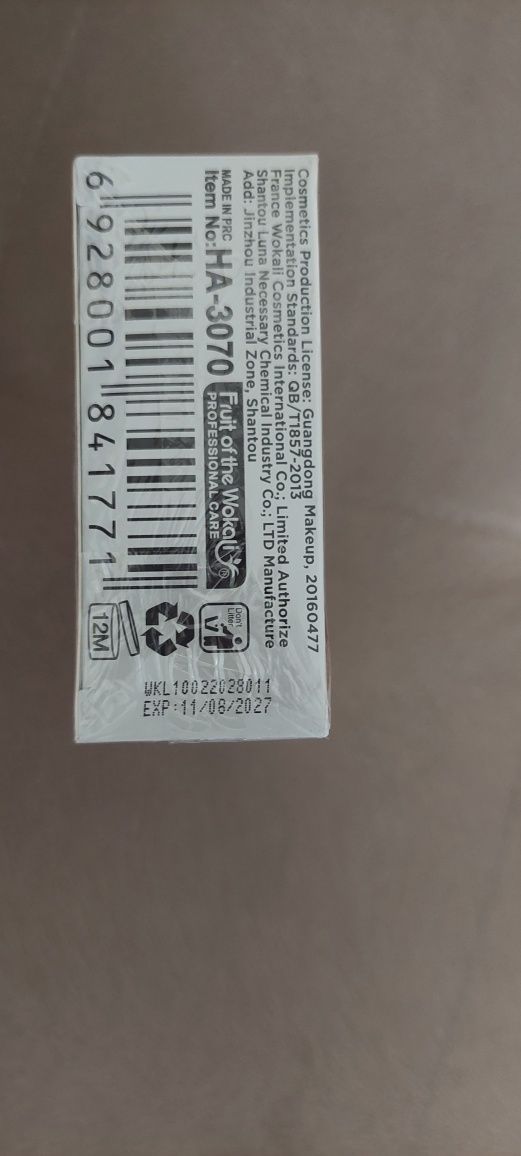 Cosmetics Production License: Guangdong Makeup, 20160477
Implementation Standards: QB/T1857-2013
France Wokali Cosmetics International Co.; Limited Authorize
Shantou Luna Necessary Chemical Industry Co.; LTD Manufacture
Add: Jinzhou Industrial Zone, Shantou
MADE IN PRC
Item No: HA-3070
Fruit of the Wokali®
PROFESSIONAL CARE
6 928001 841771
Don't
Litter
12M
WKL10022028011
EXP:11/08/2027